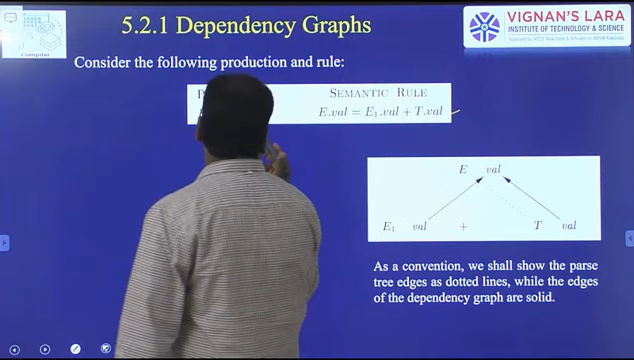 5.2.1 Dependency Graphs
VIGNAN'S LARA
INSTITUTE OF TECHNOLOGY & SCIENCE
Compiler
Consider the following production and rule:
SEMANTIC RULE
E.val = E₁.val + T.val
E val
E₁ val + T val
As a convention, we shall show the parse
tree edges as dotted lines, while the edges
of the dependency graph are solid.